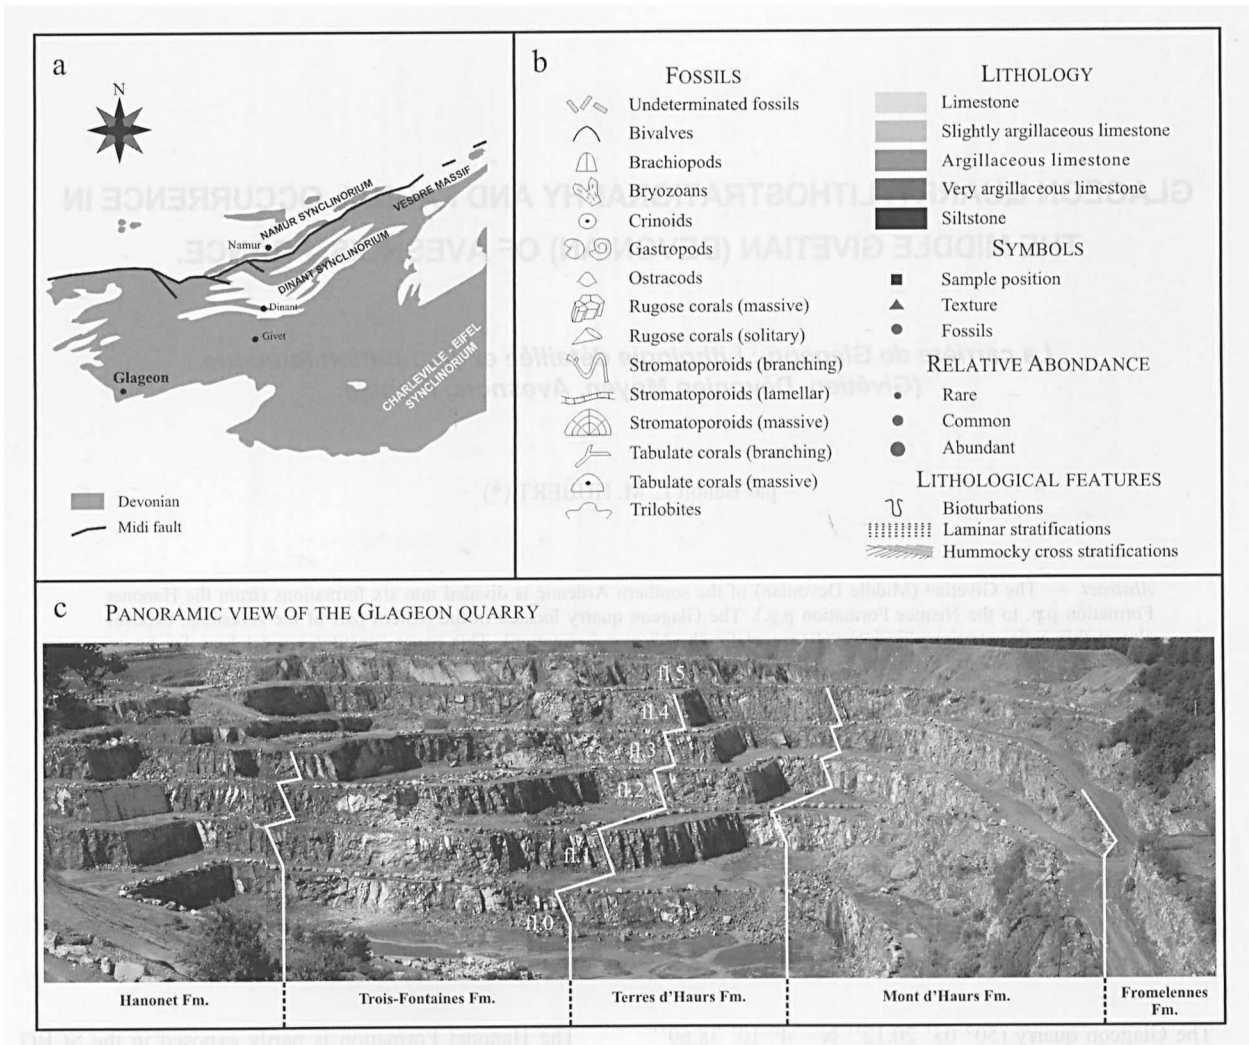 a
N
NAMUR SYNCLINORIUM
VESDRE MASSIF
Namur
DINANT SYNCLINORIUM
Dinant
Givet
Glageon
CHARLEVILLE - EIFEL
SYNCLINORIUM
Devonian
Midi fault
b
FOSSILS
Undeterminated fossils
Bivalves
Brachiopods
Bryozoans
Crinoids
Gastropods
Ostracods
Rugose corals (massive)
Rugose corals (solitary)
Stromatoporoids (branching)
Stromatoporoids (lamellar)
Stromatoporoids (massive)
Tabulate corals (branching)
Tabulate corals (massive)
Trilobites
LITHOLOGY
Limestone
Slightly argillaceous limestone
Argillaceous limestone
Very argillaceous limestone
Siltstone
SYMBOLS
Sample position
Texture
Fossils
RELATIVE ABONDANCE
Rare
Common
Abundant
LITHOLOGICAL FEATURES
Bioturbations
Laminar stratifications
Hummocky cross stratifications
c
PANORAMIC VIEW OF THE GLAGEON QUARRY
fl.5
fl.4
fl.3
fl.2
fl.1
fl.0
Hanonet Fm.
Trois-Fontaines Fm.
Terres d'Haurs Fm.
Mont d'Haurs Fm.
Fromelennes
Fm.